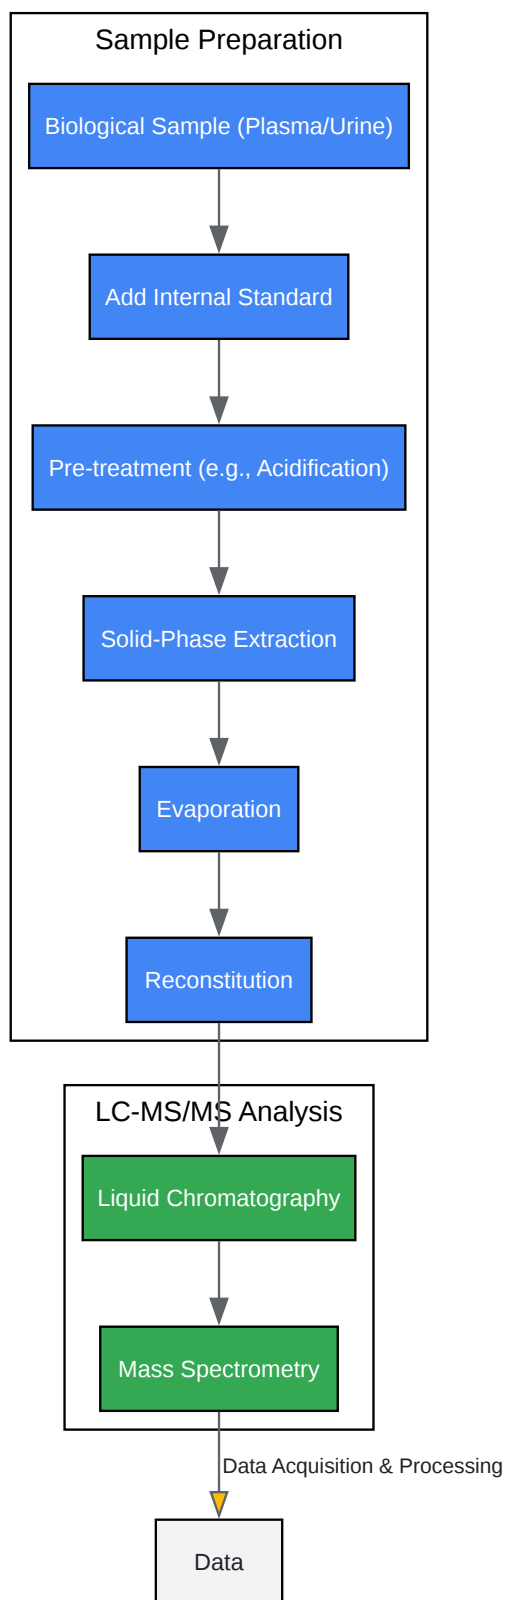 Sample Preparation
Biological Sample (Plasma/Urine)
Add Internal Standard
Pre-treatment (e.g., Acidification)
Solid-Phase Extraction
Evaporation
Reconstitution
LC-MS/MS Analysis
Liquid Chromatography
Mass Spectrometry
Data Acquisition & Processing
Data